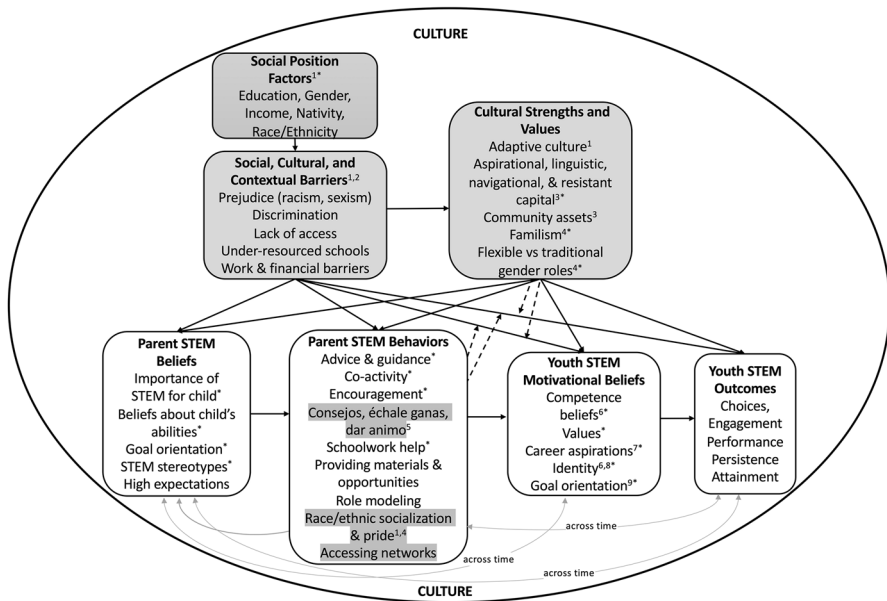 CULTURE
Social Position
Factors¹*
Education, Gender,
Income, Nativity,
Race/Ethnicity
Social, Cultural, and
Contextual Barriers¹,²
Prejudice (racism, sexism)
Discrimination
Lack of access
Under-resourced schools
Work & financial barriers
Cultural Strengths and
Values
Adaptive culture¹
Aspirational, linguistic,
navigational, & resistant
capital³*
Community assets³
Familism⁴*
Flexible vs traditional
gender roles⁴*
Parent STEM
Beliefs
Importance of
STEM for child*
Beliefs about child's
abilities*
Goal orientation*
STEM stereotypes*
High expectations
Parent STEM Behaviors
Advice & guidance*
Co-activity*
Encouragement*
Consejos, échale ganas,
dar animo⁵
Schoolwork help*
Providing materials &
opportunities
Role modeling
Race/ethnic socialization
& pride¹,⁴
Accessing networks
Youth STEM
Motivational Beliefs
Competence
beliefs⁶*
Values*
Career aspirations⁷*
Identity⁶,⁸*
Goal orientation⁹*
Youth STEM
Outcomes
Choices,
Engagement
Performance
Persistence
Attainment
across time
across time
across time
CULTURE